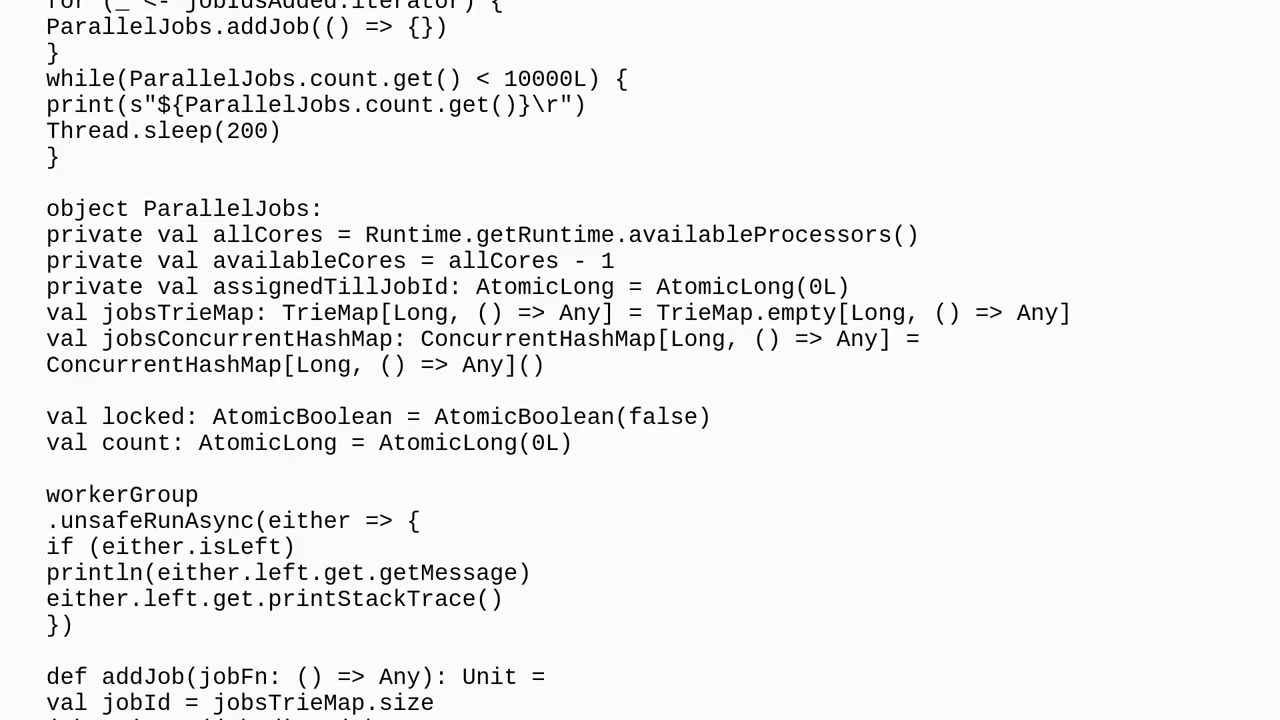 for (_ <- jobIdsAdded.iterator) {
ParallelJobs.addJob(() => {})
}
while(ParallelJobs.count.get() < 10000L) {
print(s"${ParallelJobs.count.get()}\r")
Thread.sleep(200)
}
object ParallelJobs:
private val allCores = Runtime.getRuntime.availableProcessors()
private val availableCores = allCores - 1
private val assignedTillJobId: AtomicLong = AtomicLong(0L)
val jobsTrieMap: TrieMap[Long, () => Any] = TrieMap.empty[Long, () => Any]
val jobsConcurrentHashMap: ConcurrentHashMap[Long, () => Any] =
ConcurrentHashMap[Long, () => Any]()
val locked: AtomicBoolean = AtomicBoolean(false)
val count: AtomicLong = AtomicLong(0L)
workerGroup
.unsafeRunAsync(either => {
if (either.isLeft)
println(either.left.get.getMessage)
either.left.get.printStackTrace()
})
def addJob(jobFn: () => Any): Unit =
val jobId = jobsTrieMap.size